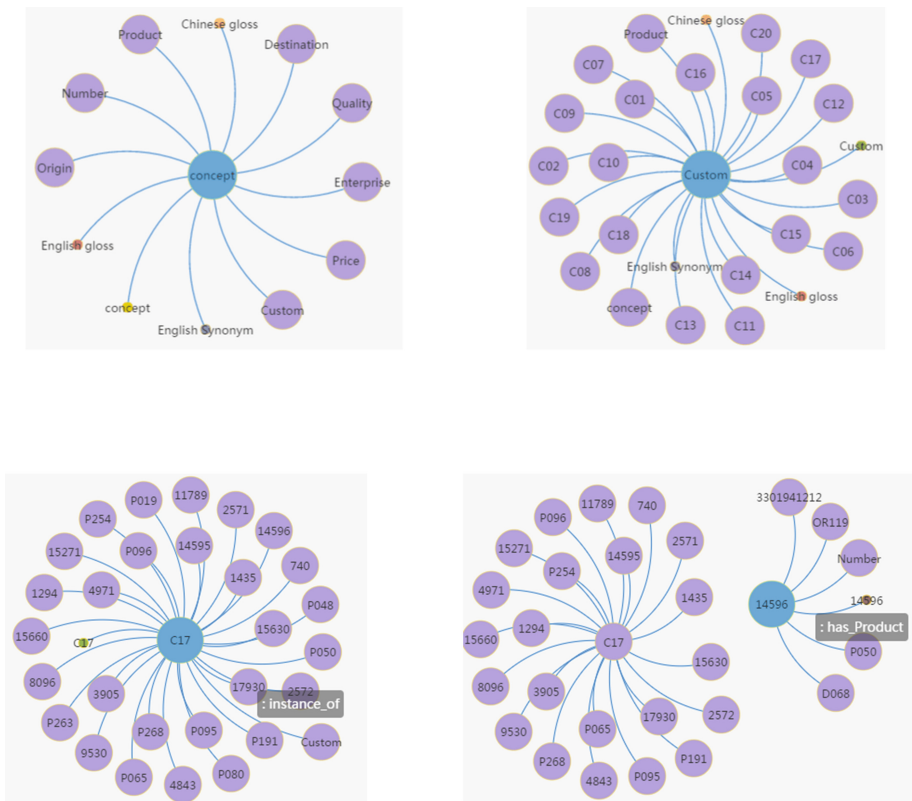 Product
Chinese gloss
Destination
Number
Quality
Origin
concept
Enterprise
English gloss
Price
concept
Custom
English Synonym
Chinese gloss
Product
C20
C07
C16
C17
C01
C05
C09
C12
Custom
C02
C10
Custom
C04
C03
C19
C18
C15
C06
C08
English Synonym
C14
concept
English gloss
C13
C11
P019
11789
2571
P254
14596
15271
P096
14595
740
1294
4971
1435
P048
15660
C17
C17
15630
P050
8096
3905
17930
2572
: instance_of
P263
9530
P268
P095
P191
Custom
P065
4843
P080
11789
740
P096
2571
15271
14595
P254
4971
1435
15660
1294
C17
15630
8096
3905
17930
2572
9530
P065
P268
P191
4843
P095
3301941212
OR119
Number
14596
14596
: has_Product
P050
D068